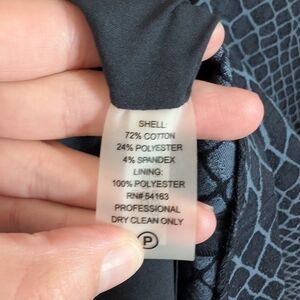 SHELL:
72% COTTON
24% POLYESTER
4% SPANDEX
LINING:
100% POLYESTER
RN# 54163
PROFESSIONAL
DRY CLEAN ONLY
P